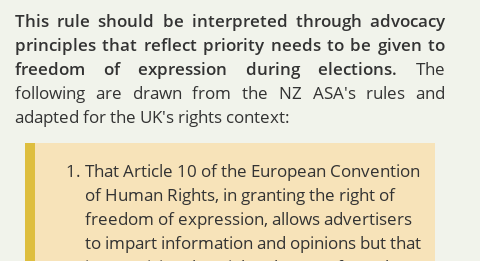 This rule should be interpreted through advocacy
principles that reflect priority needs to be given to
freedom of expression during elections. The
following are drawn from the NZ ASA's rules and
adapted for the UK's rights context:
1. That Article 10 of the European Convention
of Human Rights, in granting the right of
freedom of expression, allows advertisers
to impart information and opinions but that